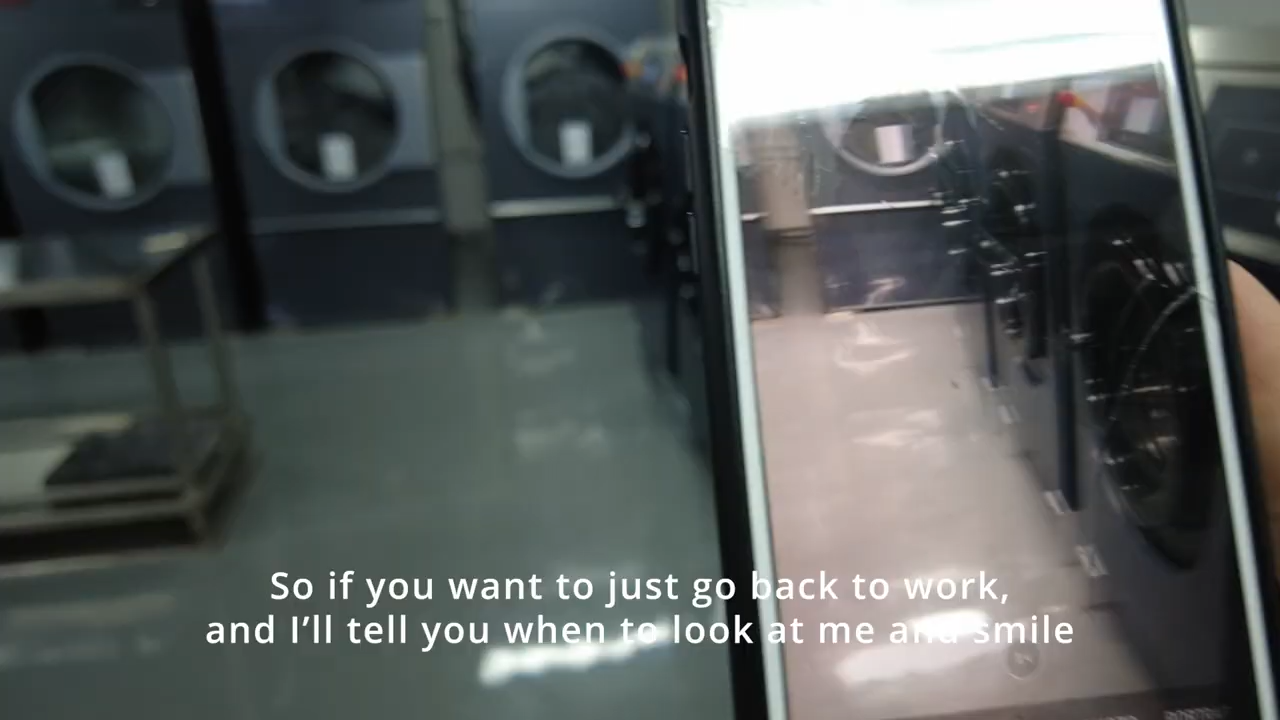 So if you want to just go back to work,
and I’ll tell you when to look at me and smile